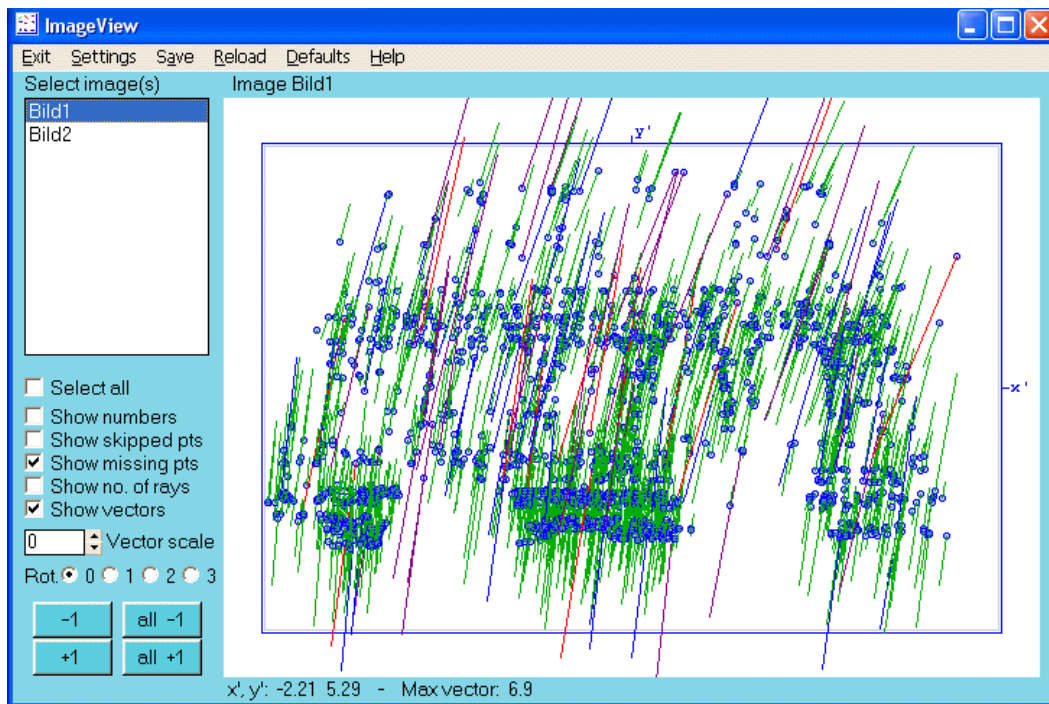 ImageView
Exit Settings Save Reload Defaults Help
Select image(s)
Image Bild1
Bild1
Bild2
y'
x'
Select all
Show numbers
Show skipped pts
Show missing pts
Show no. of rays
Show vectors
0 Vector scale
Rot. 0 1 2 3
-1 all -1
+1 all +1
x', y': -2.21 5.29 - Max vector: 6.9